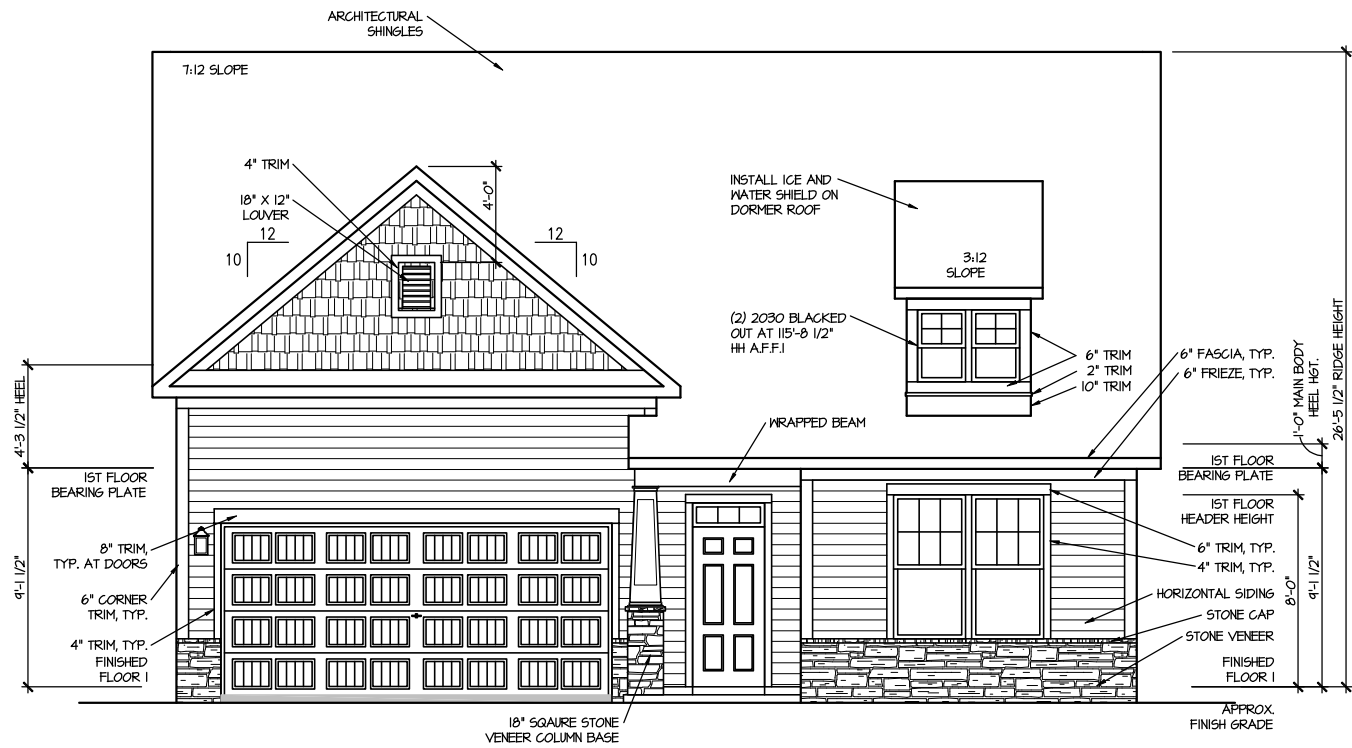 ARCHITECTURAL
SHINGLES
7:12 SLOPE
4" TRIM
18" X 12"
LOUVER
4'-0"
12
10
12
10
INSTALL ICE AND
WATER SHIELD ON
DORMER ROOF
3:12
SLOPE
(2) 2030 BLACKED
OUT AT 115'-8 1/2"
HH A.F.F.1
6" TRIM
2" TRIM
10" TRIM
6" FASCIA, TYP.
6" FRIEZE, TYP.
1'-0" MAIN BODY
HEEL HGT.
26'-5 1/2" RIDGE HEIGHT
4'-3 1/2" HEEL
WRAPPED BEAM
1ST FLOOR
BEARING PLATE
1ST FLOOR
BEARING PLATE
1ST FLOOR
HEADER HEIGHT
8" TRIM,
TYP. AT DOORS
6" TRIM, TYP.
4" TRIM, TYP.
9'-1 1/2"
8'-0"
9'-1 1/2"
6" CORNER
TRIM, TYP.
HORIZONTAL SIDING
STONE CAP
STONE VENEER
4" TRIM, TYP.
FINISHED
FLOOR 1
FINISHED
FLOOR 1
18" SQAURE STONE
VENEER COLUMN BASE
APPROX.
FINISH GRADE